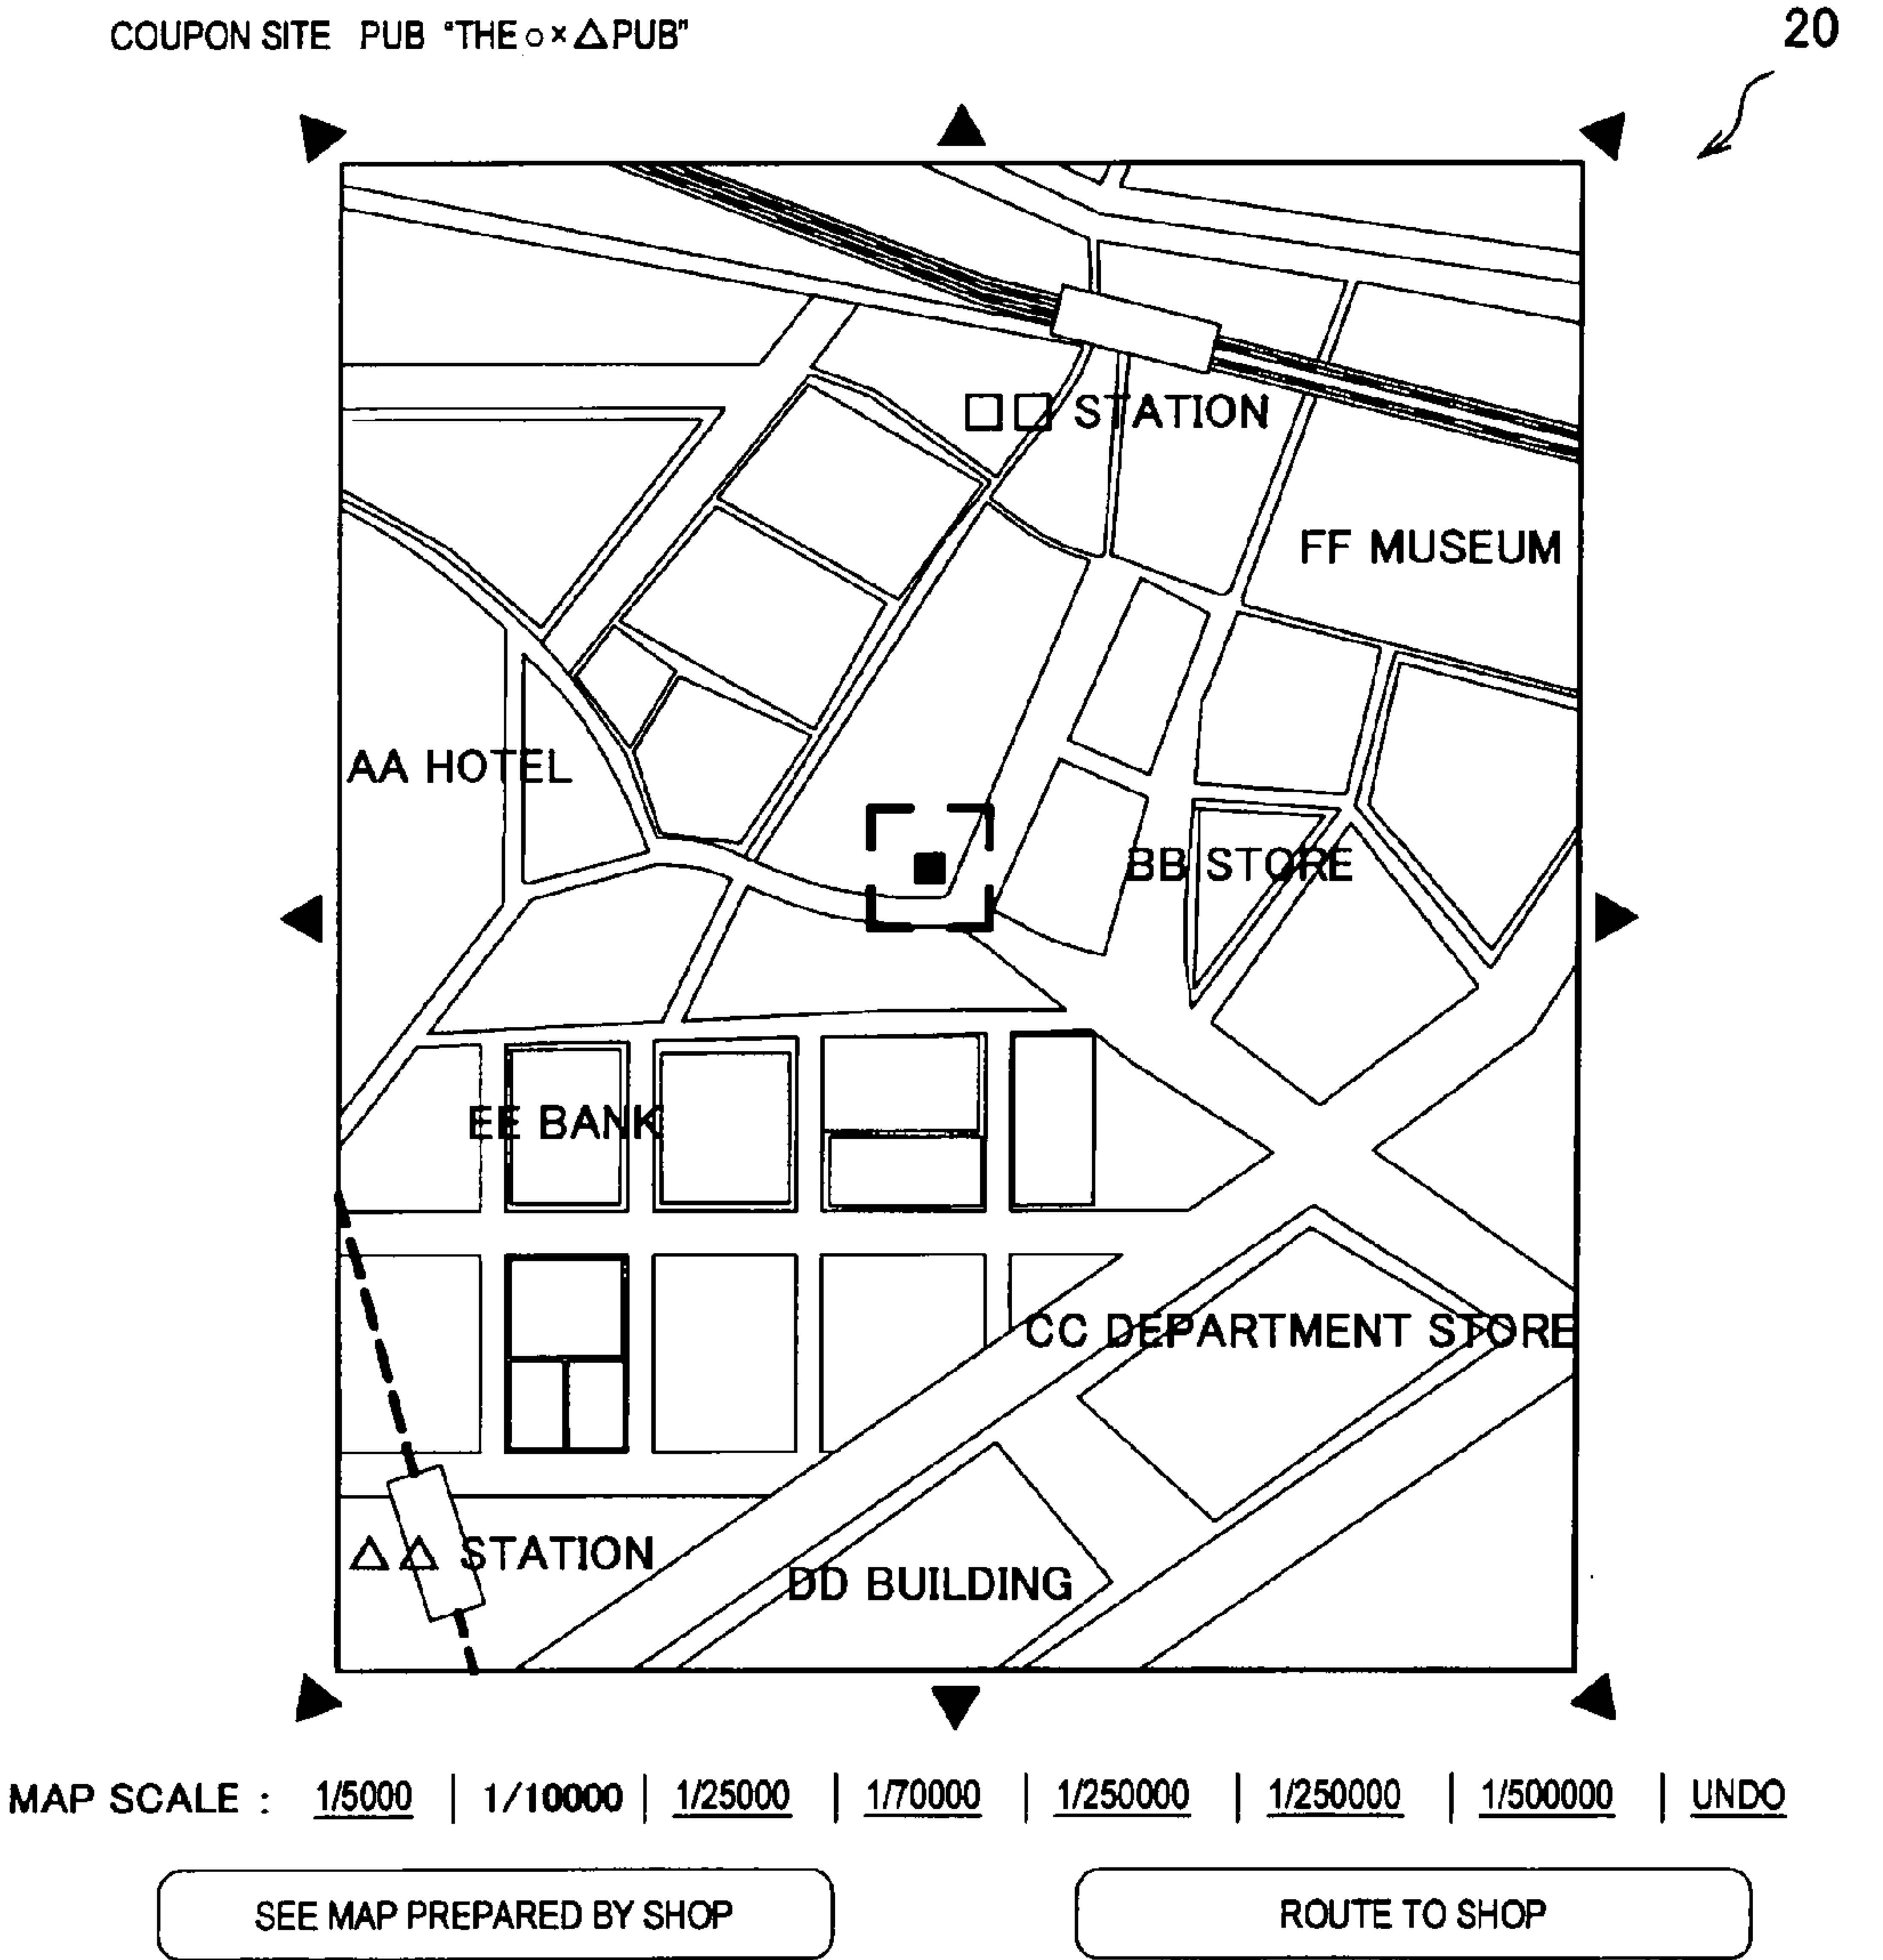 COUPON SITE PUB "THE ○×△PUB"
20
□□ STATION
FF MUSEUM
AA HOTEL
BB STORE
EE BANK
CC DEPARTMENT STORE
△△ STATION
DD BUILDING
MAP SCALE : 1/5000 | 1/10000 | 1/25000 | 1/70000 | 1/250000 | 1/250000 | 1/500000 | UNDO
SEE MAP PREPARED BY SHOP
ROUTE TO SHOP